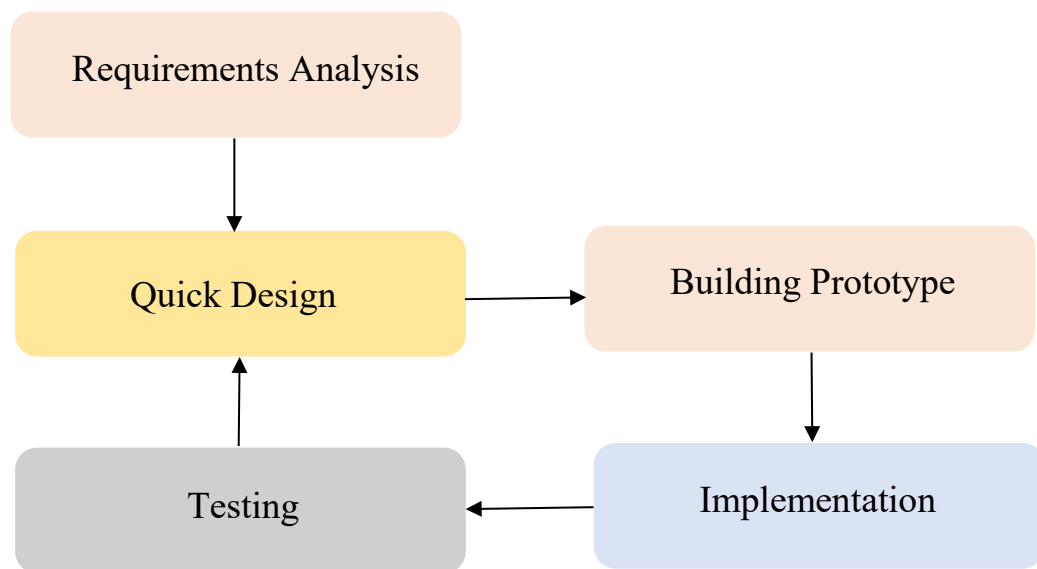 Requirements Analysis
Quick Design
Building Prototype
Testing
Implementation